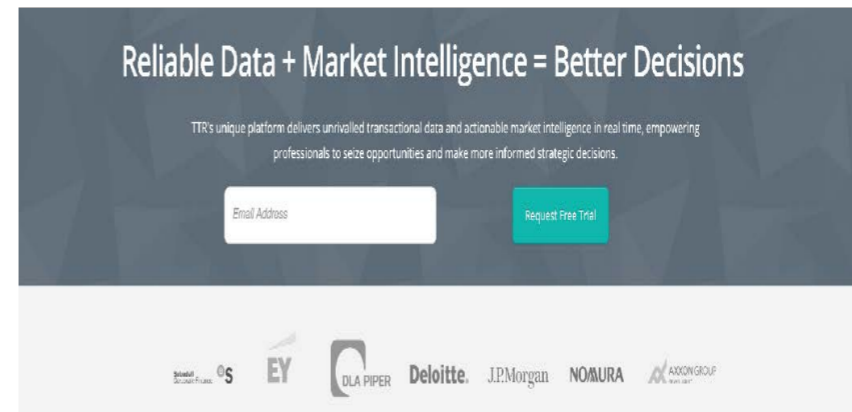 Reliable Data + Market Intelligence = Better Decisions
TTR's unique platform delivers unrivalled transactional data and actionable market intelligence in real time, empowering
professionals to seize opportunities and make more informed strategic decisions.
Email Address
Request Free Trial
S
EY
DLA PIPER
Deloitte.
J.P.Morgan
NOMURA
AXXON GROUP